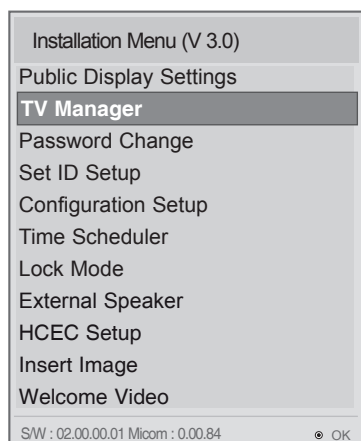 Installation Menu (V 3.0)
Public Display Settings
TV Manager
Password Change
Set ID Setup
Configuration Setup
Time Scheduler
Lock Mode
External Speaker
HCEC Setup
Insert Image
Welcome Video
S/W : 02.00.00.01 Micom : 0.00.84 ◉ OK